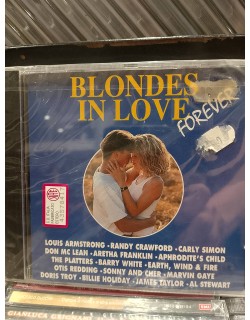 BLONDES
IN LOVE
FOREVER
LOUIS ARMSTRONG - RANDY CRAWFORD - CARLY SIMON
DON MC LEAN - ARETHA FRANKLIN - APHRODITE'S CHILD
THE PLATTERS - BARRY WHITE - EARTH, WIND & FIRE
OTIS REDDING - SONNY AND CHER - MARVIN GAYE
DORIS TROY - BILLIE HOLIDAY - JAMES TAYLOR - AL STEWART
GIANLUCA
EMI